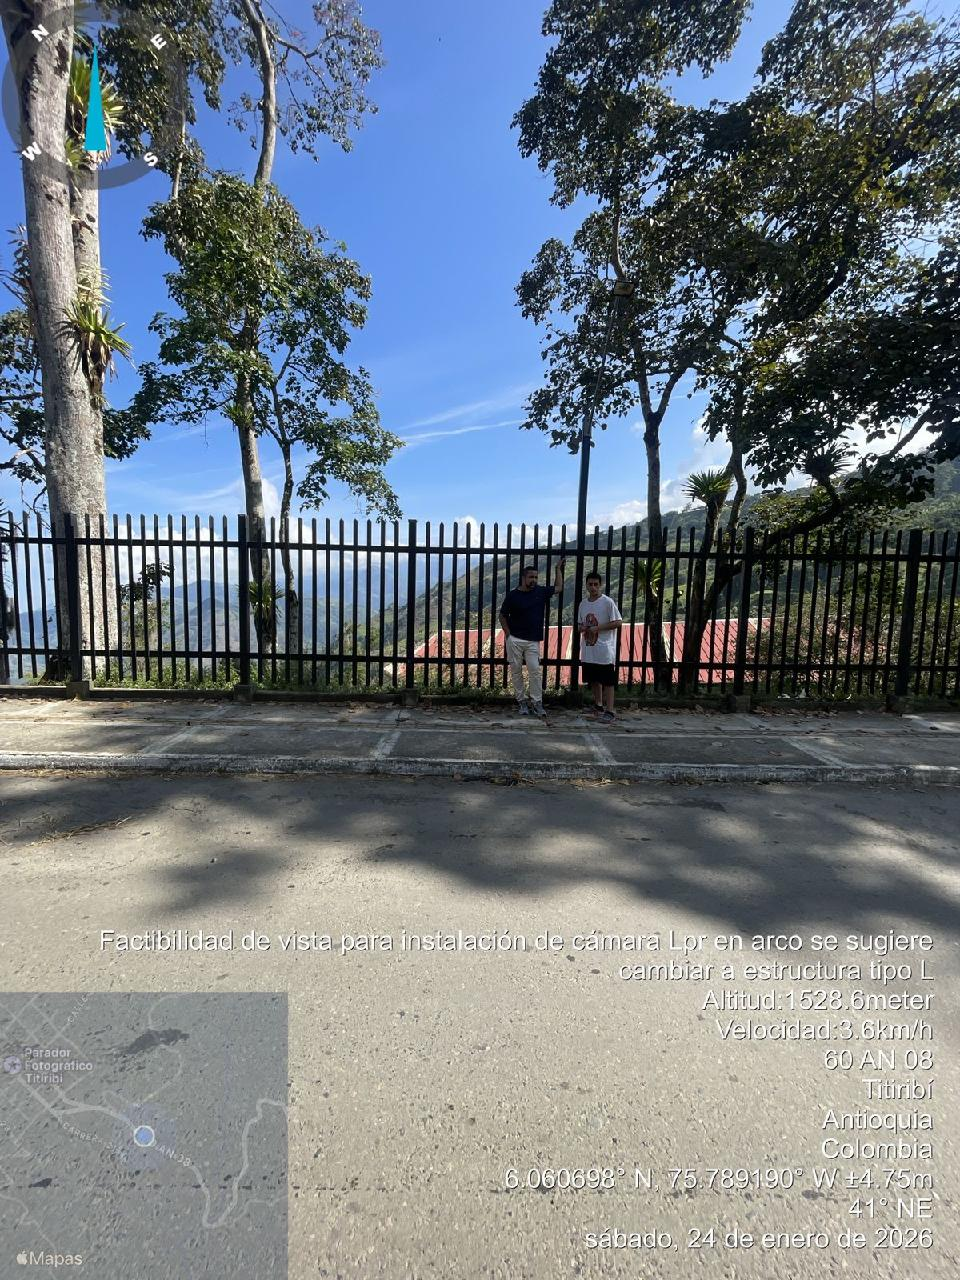 N
E
W
S
Factibilidad de vista para instalación de cámara Lpr en arco se sugiere
cambiar a estructura tipo L
Altitud:1528.6meter
Velocidad:3.6km/h
60 AN 08
Titiribí
Antioquia
Colombia
6.060698° N, 75.789190° W ±4.75m
41° NE
sábado, 24 de enero de 2026
Parador
Fotográfico
Titiribí
Mapas